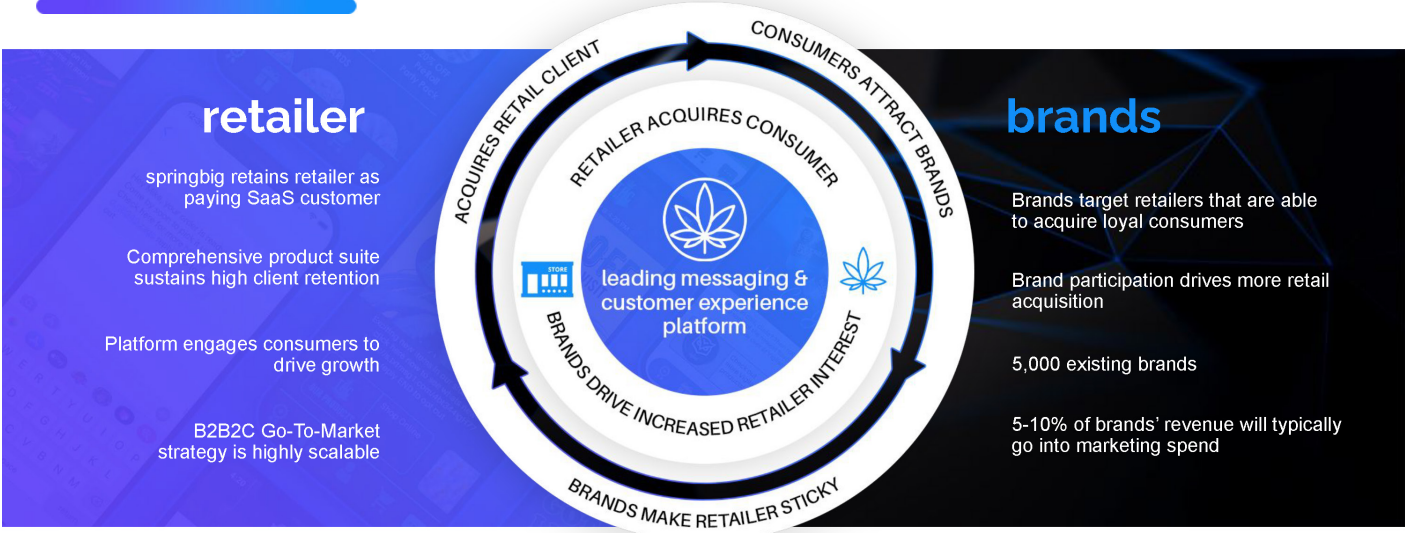 retailer
springbig retains retailer as
paying SaaS customer
Comprehensive product suite
sustains high client retention
Platform engages consumers to
drive growth
B2B2C Go-To-Market
strategy is highly scalable
ACQUIRES RETAIL CLIENT
CONSUMERS ATTRACT BRANDS
BRANDS MAKE RETAILER STICKY
RETAILER ACQUIRES CONSUMER
STORE
leading messaging &
customer experience
platform
BRANDS DRIVE INCREASED RETAILER INTEREST
brands
Brands target retailers that are able
to acquire loyal consumers
Brand participation drives more retail
acquisition
5,000 existing brands
5-10% of brands’ revenue will typically
go into marketing spend